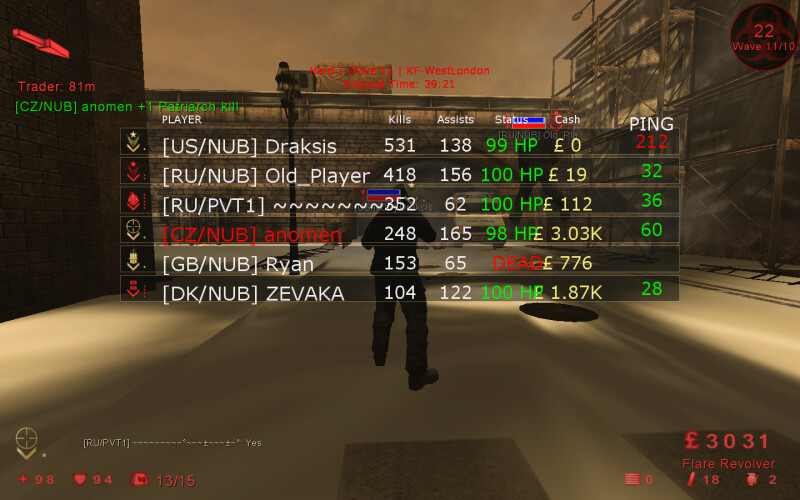 22
Wave 11/10
Hard | Wave 11 | KF-WestLondon
Elapsed Time: 39:21
Trader: 81m
[CZ/NUB] anomen +1 Patriarch kill
PLAYER Kills Assists Status Cash PING
[US/NUB] Draksis 531 138 99 HP £ 0 212
[RU/NUB] Old_Player 418 156 100 HP £ 19 32
[RU/PVT1] 352 62 100 HP £ 112 36
[CZ/NUB] anomen 248 165 98 HP £ 3.03K 60
[GB/NUB] Ryan 153 65 DEAD £ 776
[DK/NUB] ZEVAKA 104 122 100 HP £ 1.87K 28
[RU/PVT1] ~~~~~~~~~°~~~±~~~±~°: Yes
£ 3031
Flare Revolver
+ 98 94 13/15 0 18 2